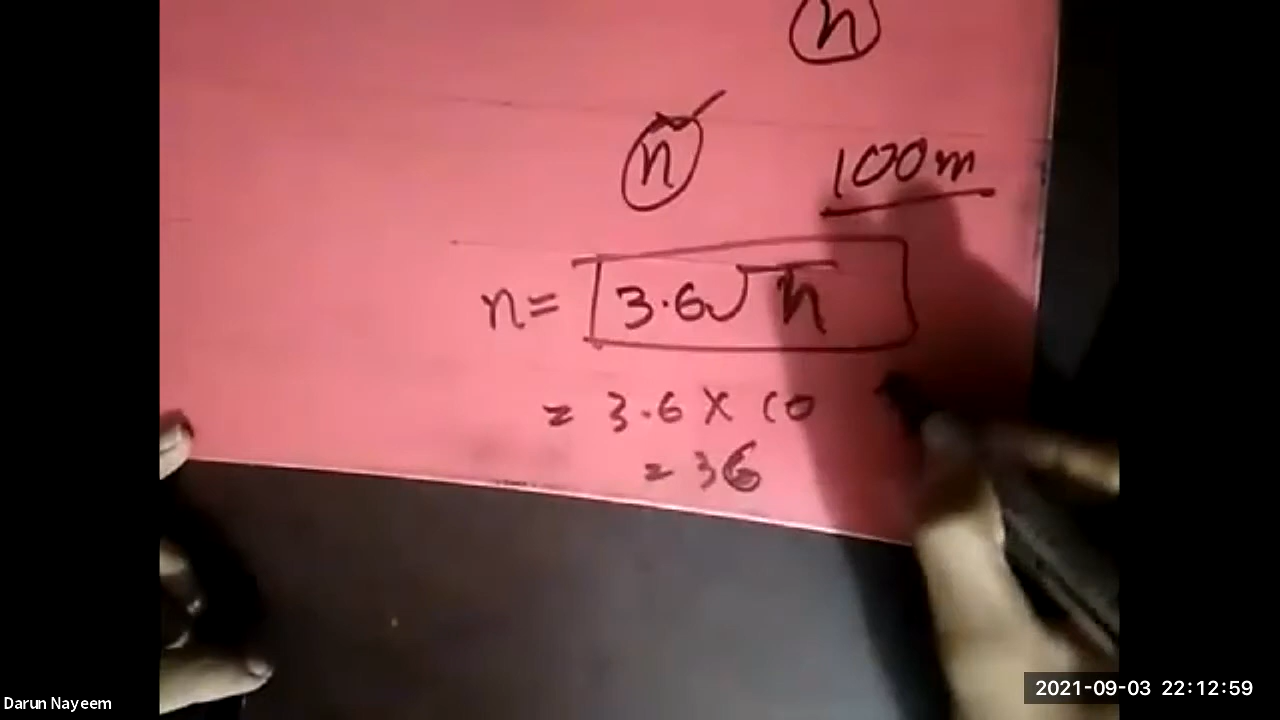 n
n
100m
n = 3.6√h
= 3.6 × 10
= 36
Darun Nayeem
2021-09-03 22:12:59